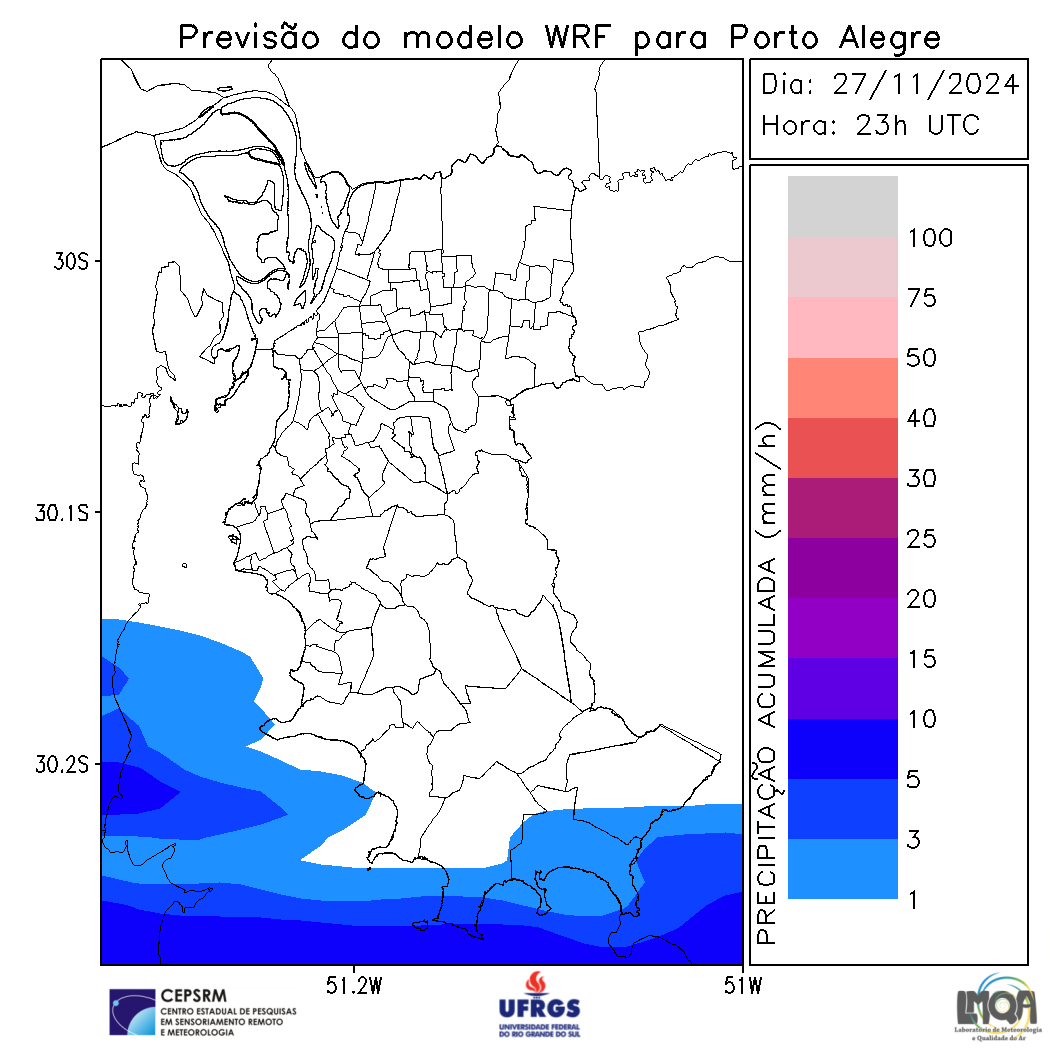 Previsão do modelo WRF para Porto Alegre
Dia: 27/11/2024
Hora: 23h UTC
30S
30.1S
30.2S
51.2W
51W
PRECIPITAÇÃO ACUMULADA (mm/h)
100
75
50
40
30
25
20
15
10
5
3
1
CEPSRM
CENTRO ESTADUAL DE PESQUISAS
EM SENSORIAMENTO REMOTO
E METEOROLOGIA
UFRGS
UNIVERSIDADE FEDERAL
DO RIO GRANDE DO SUL
LMQA
Laboratório de Meteorologia
e Qualidade do Ar